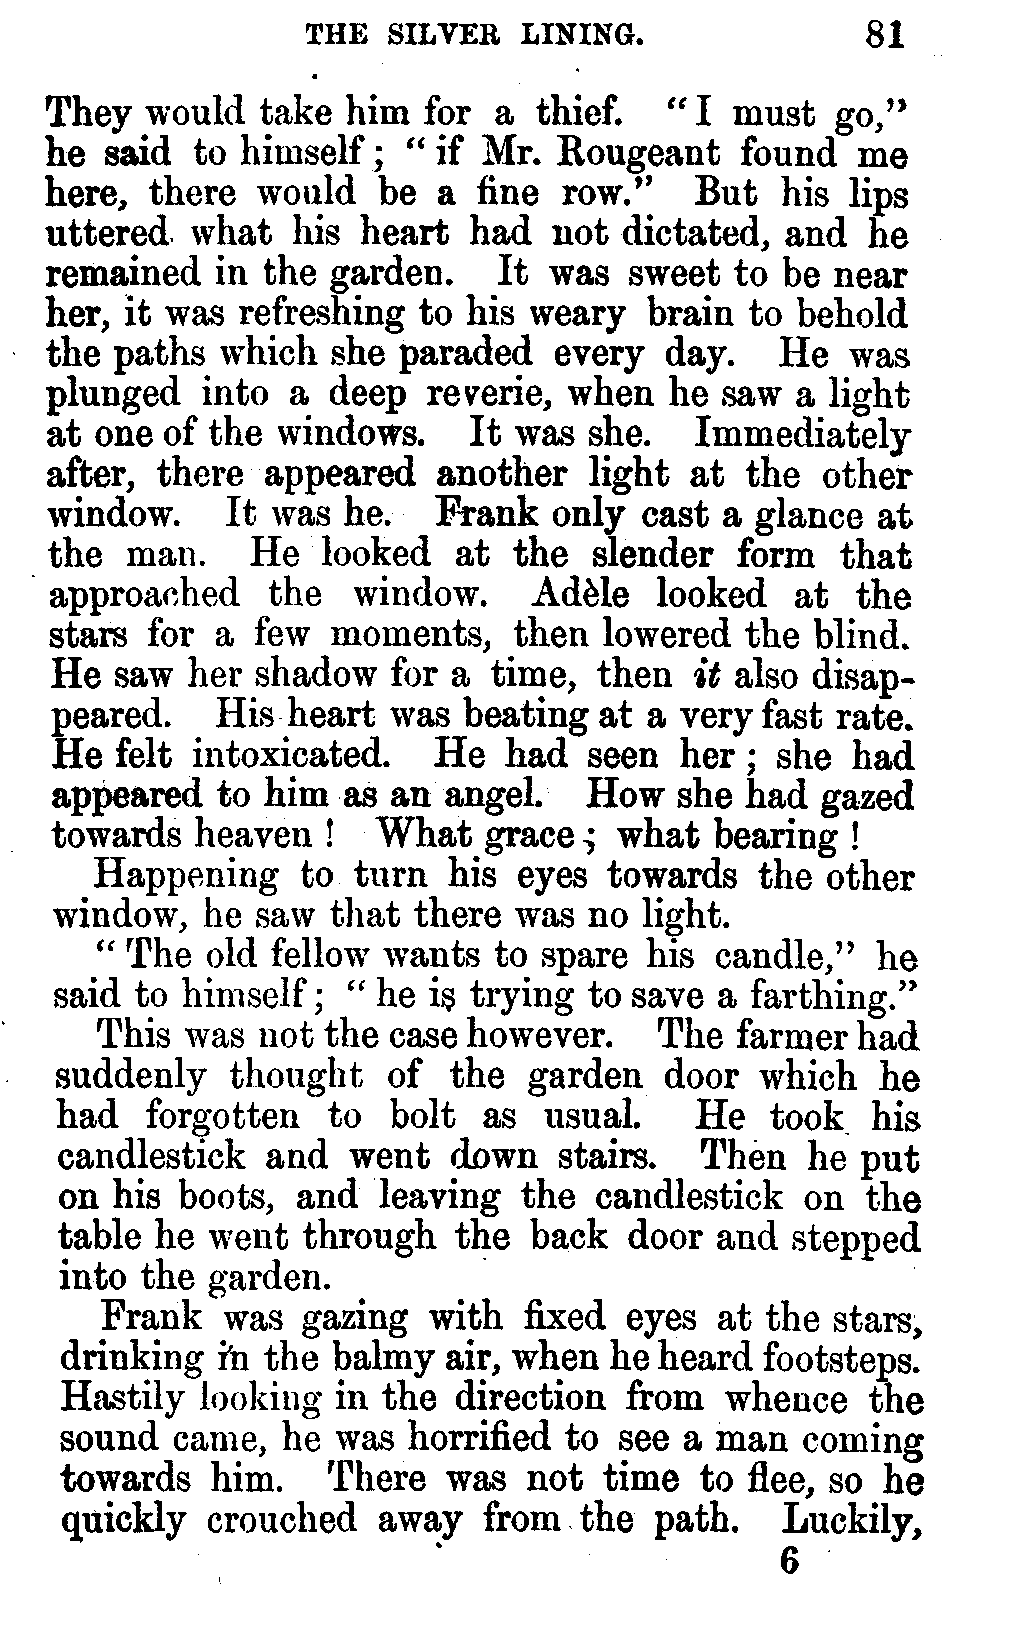 THE SILVER LINING. 81
They would take him for a thief. "I must go,"
he said to himself; "if Mr. Rougeant found me
here, there would be a fine row." But his lips
uttered what his heart had not dictated, and he
remained in the garden. It was sweet to be near
her, it was refreshing to his weary brain to behold
the paths which she paraded every day. He was
plunged into a deep reverie, when he saw a light
at one of the windows. It was she. Immediately
after, there appeared another light at the other
window. It was he. Frank only cast a glance at
the man. He looked at the slender form that
approached the window. Adèle looked at the
stars for a few moments, then lowered the blind.
He saw her shadow for a time, then it also disap-
peared. His heart was beating at a very fast rate.
He felt intoxicated. He had seen her; she had
appeared to him as an angel. How she had gazed
towards heaven! What grace; what bearing!
Happening to turn his eyes towards the other
window, he saw that there was no light.
"The old fellow wants to spare his candle," he
said to himself; "he is trying to save a farthing."
This was not the case however. The farmer had
suddenly thought of the garden door which he
had forgotten to bolt as usual. He took his
candlestick and went down stairs. Then he put
on his boots, and leaving the candlestick on the
table he went through the back door and stepped
into the garden.
Frank was gazing with fixed eyes at the stars,
drinking in the balmy air, when he heard footsteps.
Hastily looking in the direction from whence the
sound came, he was horrified to see a man coming
towards him. There was not time to flee, so he
quickly crouched away from the path. Luckily,
6